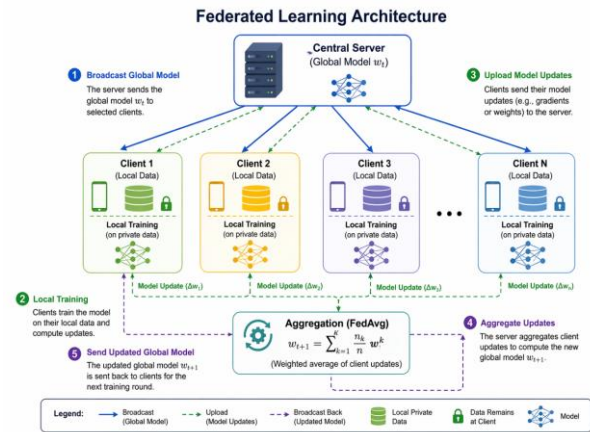 Federated Learning Architecture
Central Server
(Global Model w_t)
1 Broadcast Global Model
The server sends the
global model w_t to
selected clients.
3 Upload Model Updates
Clients send their model
updates (e.g., gradients
or weights) to the server.
Client 1
(Local Data)
Local Training
(on private data)
Client 2
(Local Data)
Local Training
(on private data)
Client 3
(Local Data)
Local Training
(on private data)
Client N
(Local Data)
Local Training
(on private data)
Model Update (Δw₁)
Model Update (Δw₂)
Model Update (Δw₃)
Model Update (Δwₙ)
2 Local Training
Clients train the model
on their local data and
compute updates.
Aggregation (FedAvg)
w_{t+1} = ∑_{k=1}^{K} n_k/n w^k
(Weighted average of client updates)
4 Aggregate Updates
The server aggregates client
updates to compute the new
global model w_{t+1}.
5 Send Updated Global Model
The updated global model w_{t+1}
is sent back to clients for the
next training round.
Legend:
Broadcast
(Global Model)
Upload
(Model Updates)
Broadcast Back
(Updated Model)
Local Private
Data
Data Remains
at Client
Model